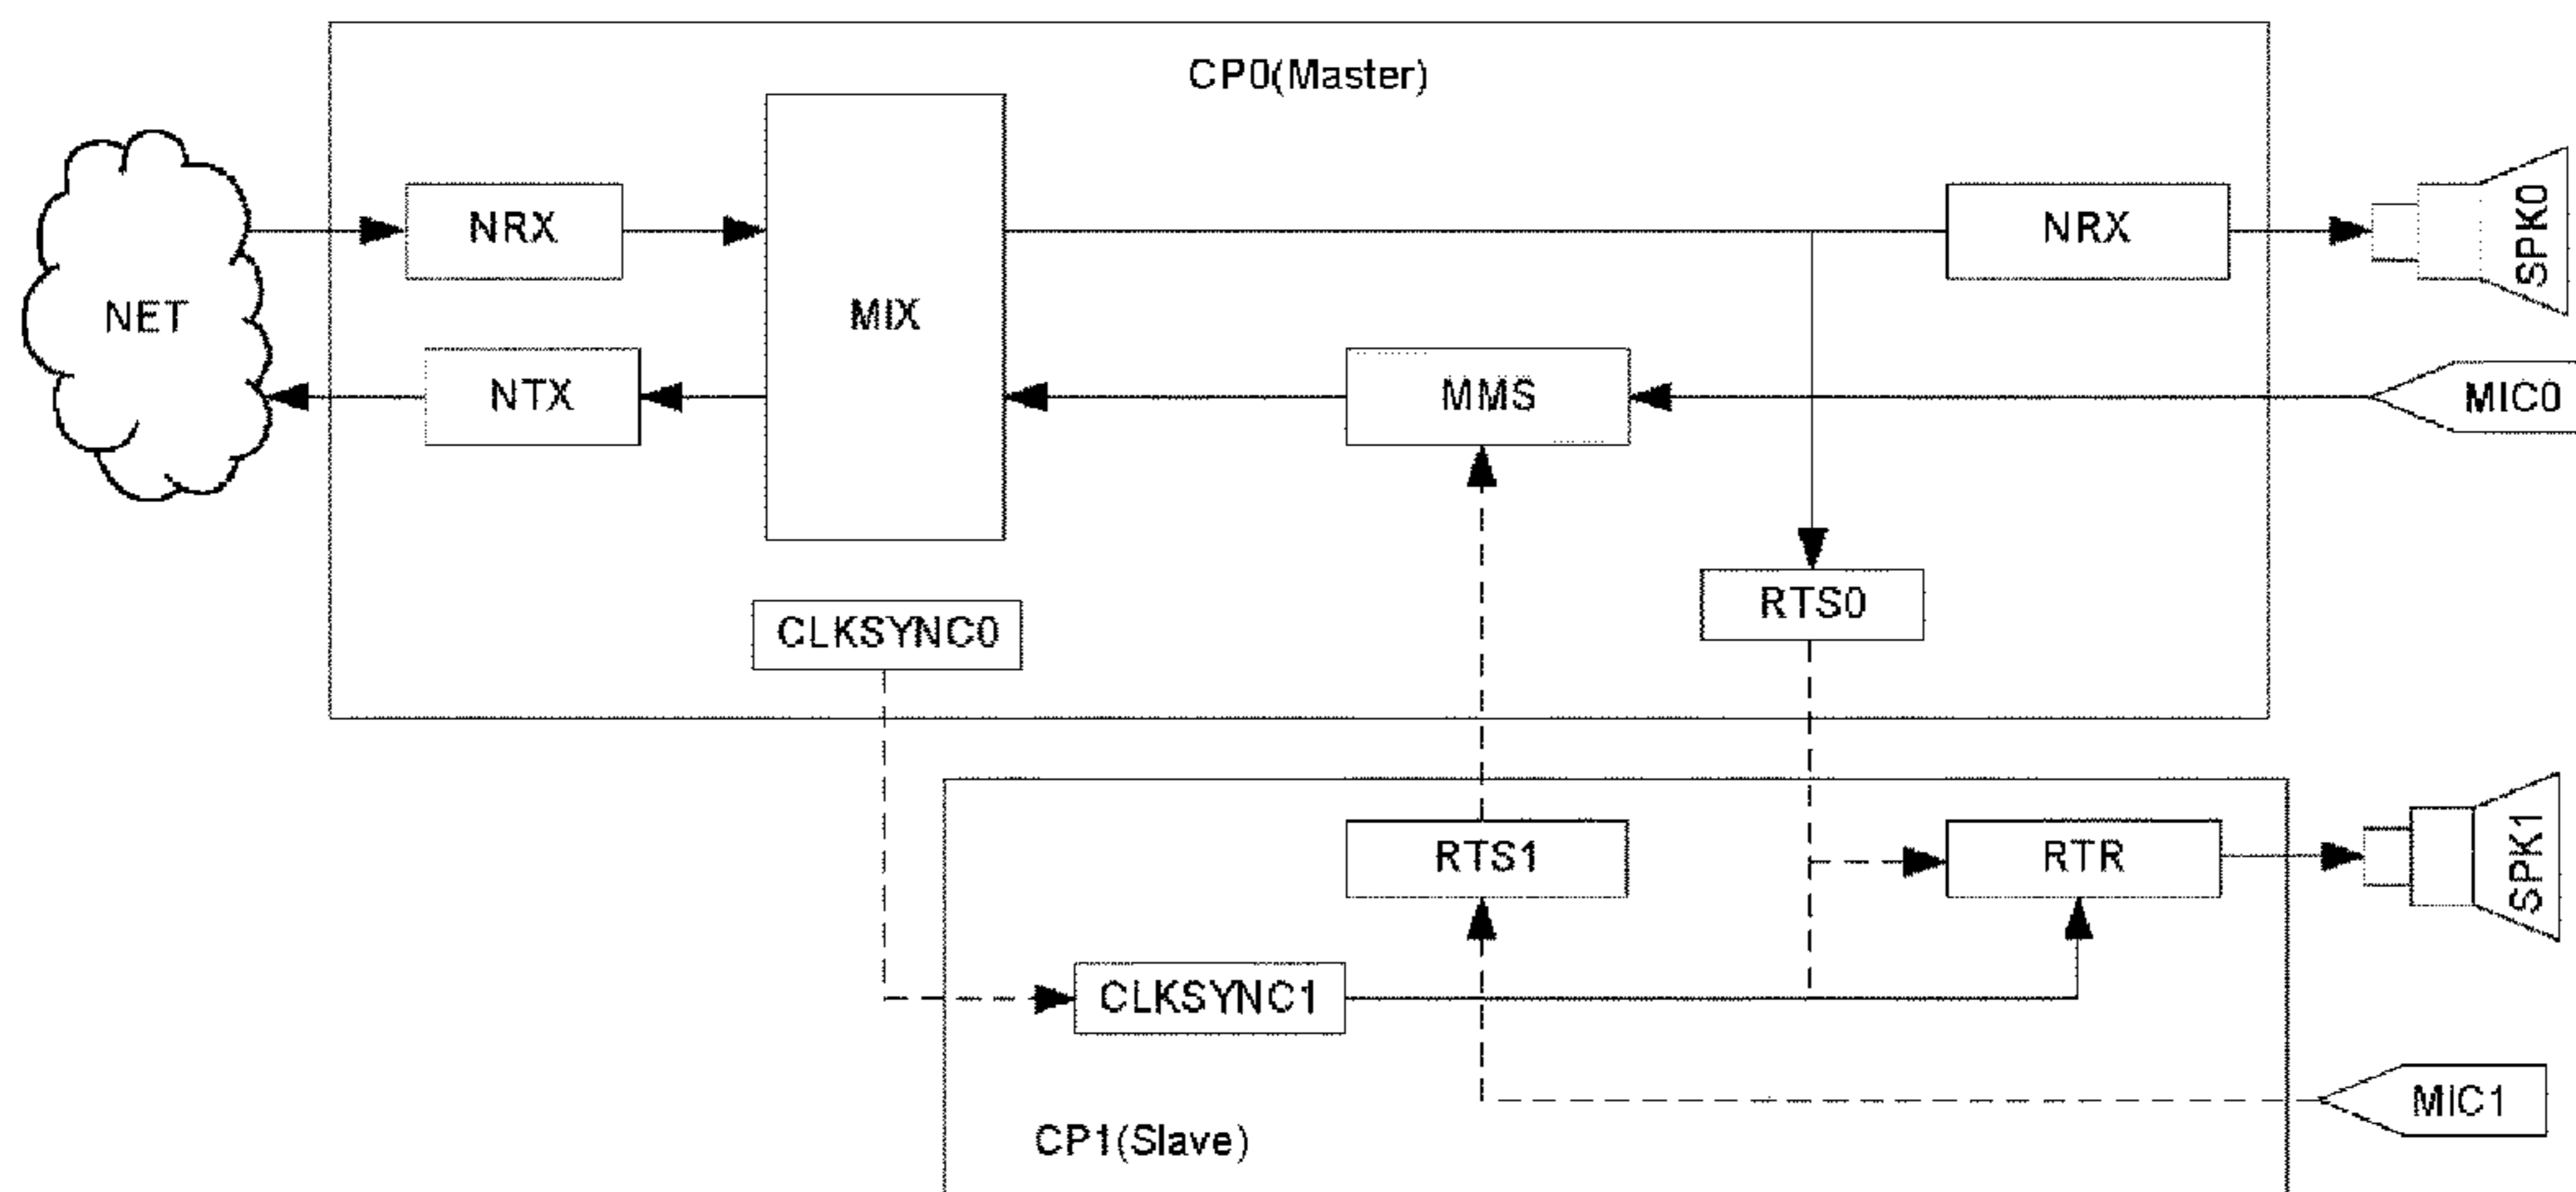 CP0(Master)
NET
NRX
MIX
NRX
SPK0
NTX
MMS
MIC0
RTS0
CLKSYNC0
RTS1
RTR
SPK1
CLKSYNC1
MIC1
CP1(Slave)